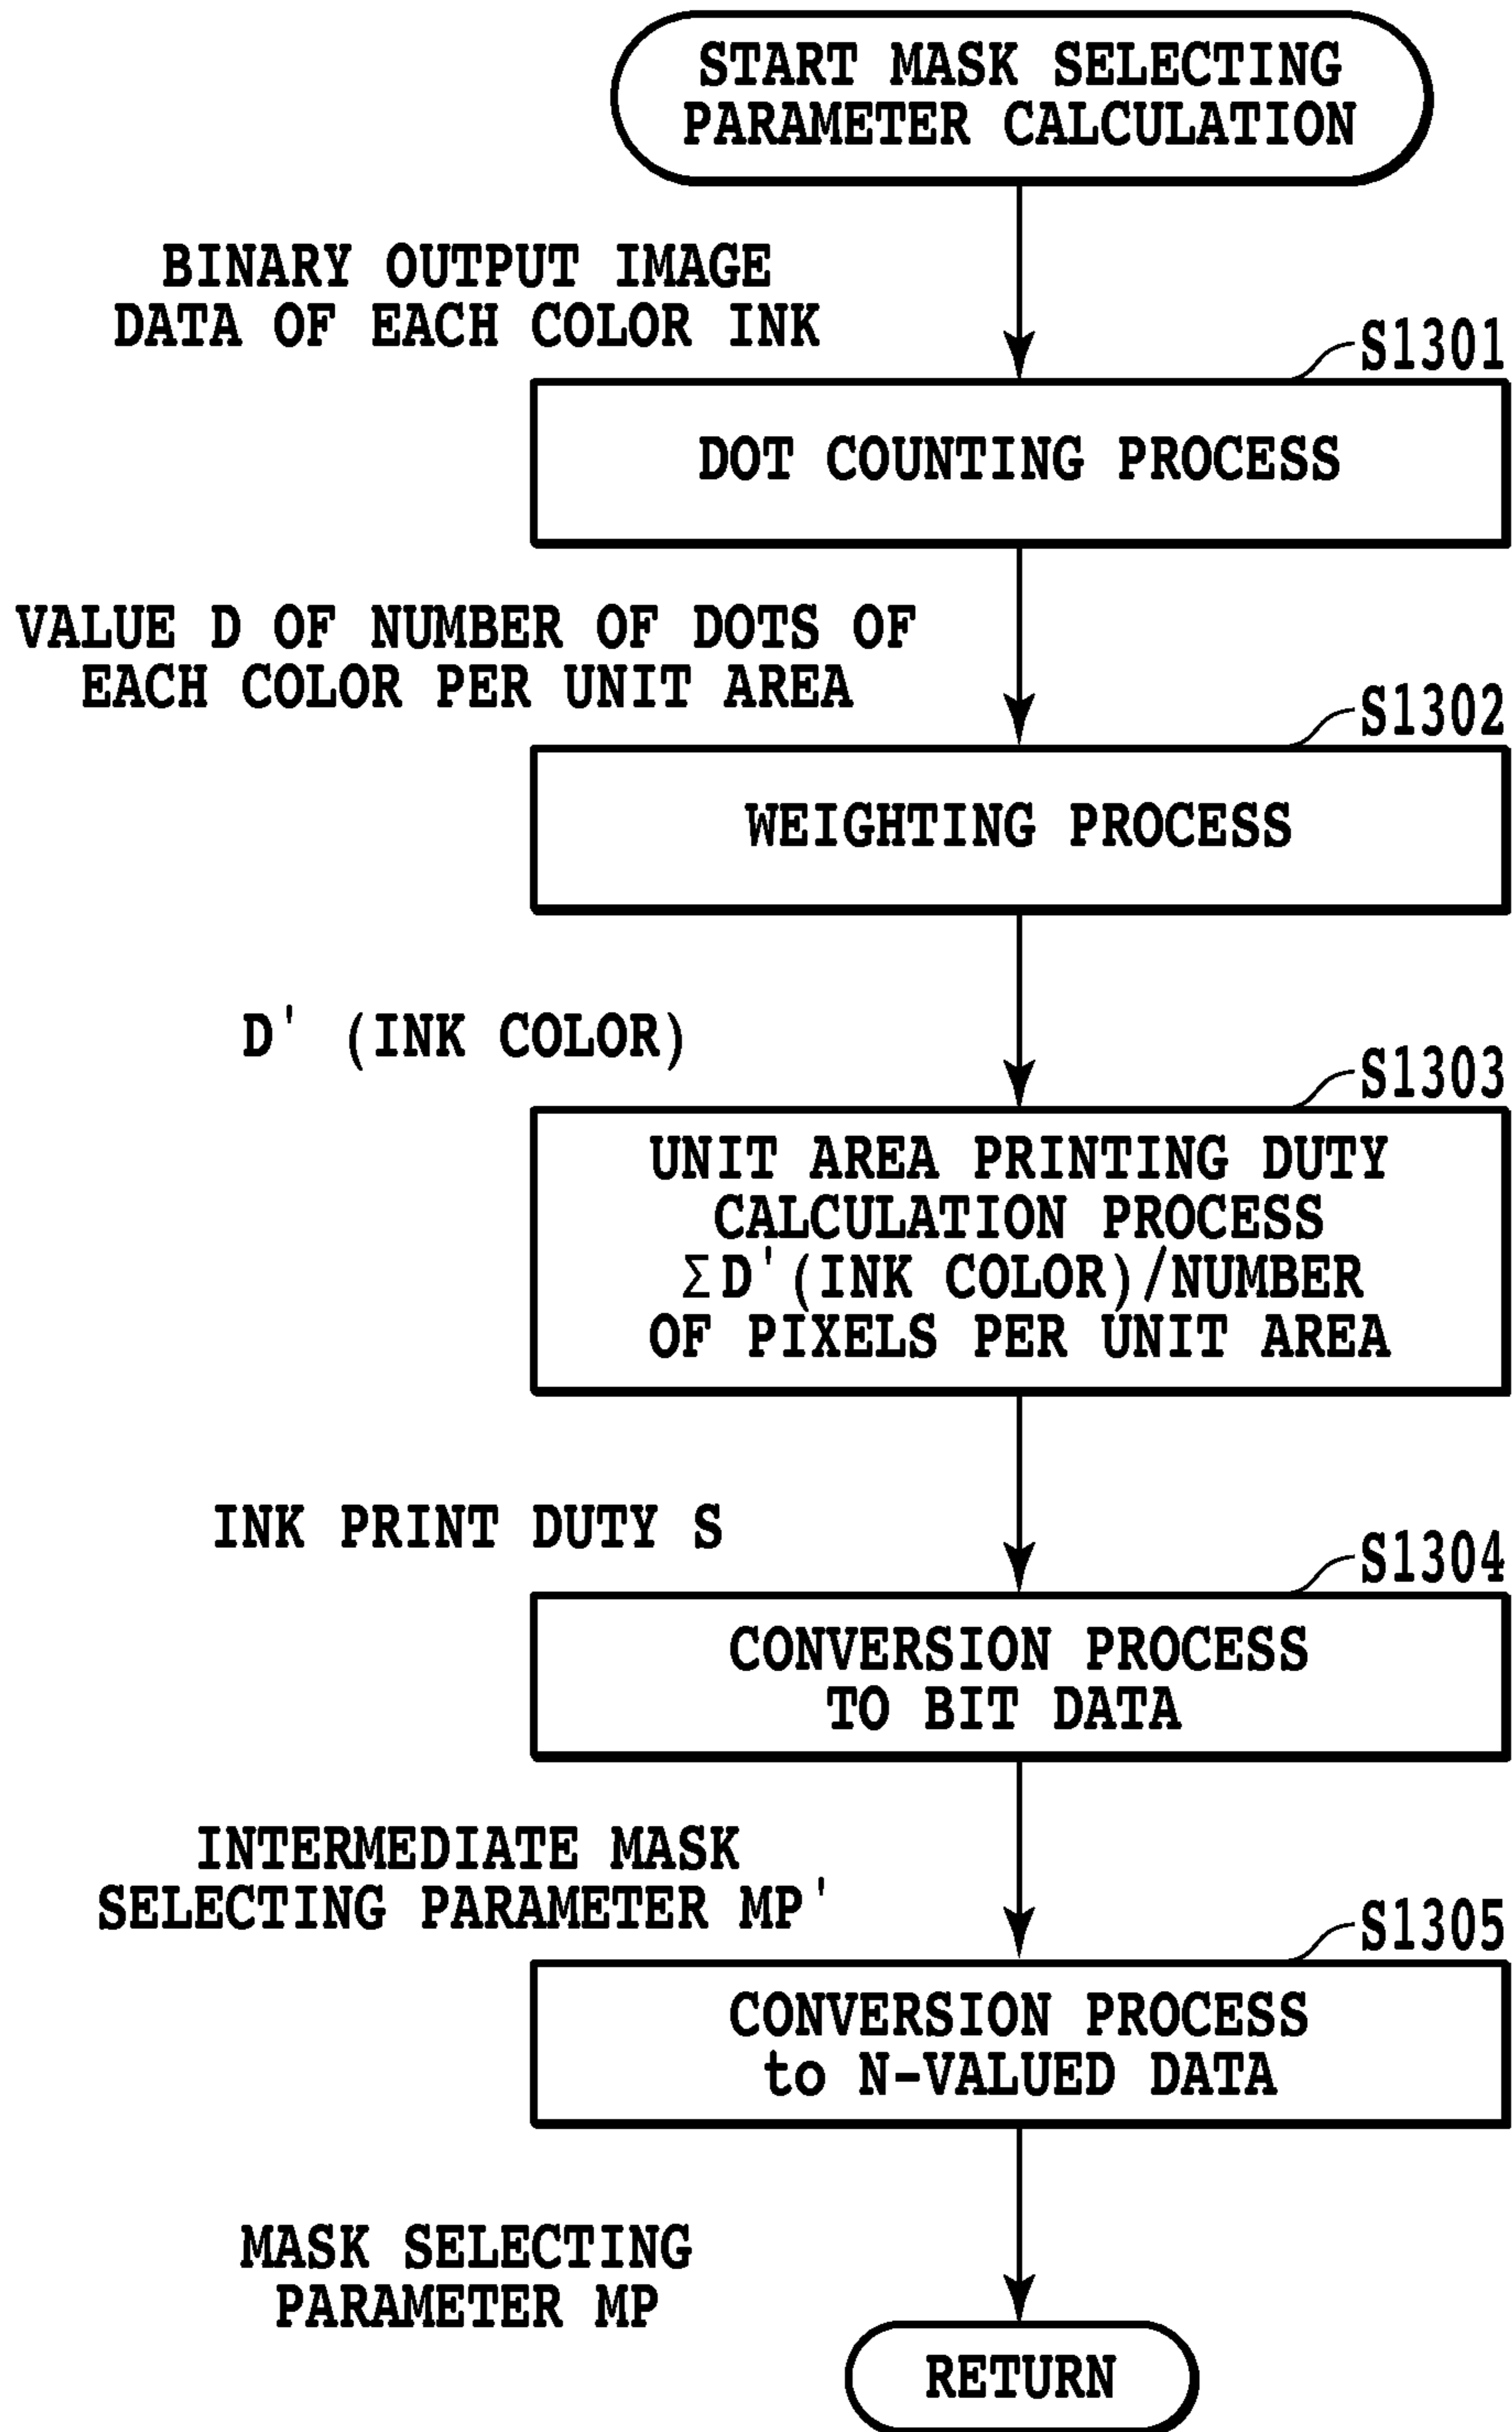 START MASK SELECTING
PARAMETER CALCULATION
BINARY OUTPUT IMAGE
DATA OF EACH COLOR INK
S1301
DOT COUNTING PROCESS
VALUE D OF NUMBER OF DOTS OF
EACH COLOR PER UNIT AREA
S1302
WEIGHTING PROCESS
D' (INK COLOR)
S1303
UNIT AREA PRINTING DUTY
CALCULATION PROCESS
ΣD'(INK COLOR)/NUMBER
OF PIXELS PER UNIT AREA
INK PRINT DUTY S
S1304
CONVERSION PROCESS
TO BIT DATA
INTERMEDIATE MASK
SELECTING PARAMETER MP'
S1305
CONVERSION PROCESS
to N-VALUED DATA
MASK SELECTING
PARAMETER MP
RETURN